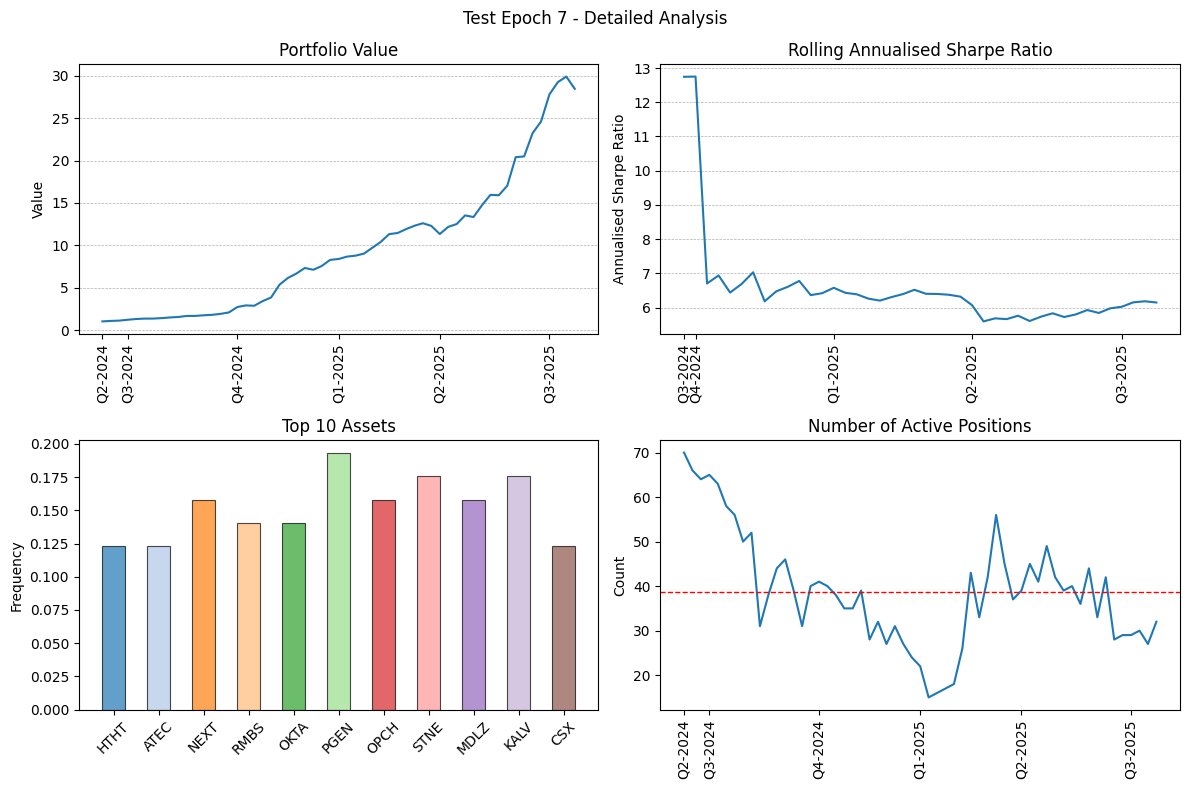 Test Epoch 7 - Detailed Analysis
Portfolio Value
Value
30
25
20
15
10
5
0
Q2-2024
Q3-2024
Q4-2024
Q1-2025
Q2-2025
Q3-2025
Rolling Annualised Sharpe Ratio
Annualised Sharpe Ratio
13
12
11
10
9
8
7
6
Q3-2024
Q4-2024
Q1-2025
Q2-2025
Q3-2025
Top 10 Assets
Frequency
0.200
0.175
0.150
0.125
0.100
0.075
0.050
0.025
0.000
HTHT
ATEC
NEXT
RMBS
OKTA
PGEN
OPCH
STNE
MDLZ
KALV
CSX
Number of Active Positions
Count
70
60
50
40
30
20
Q2-2024
Q3-2024
Q4-2024
Q1-2025
Q2-2025
Q3-2025